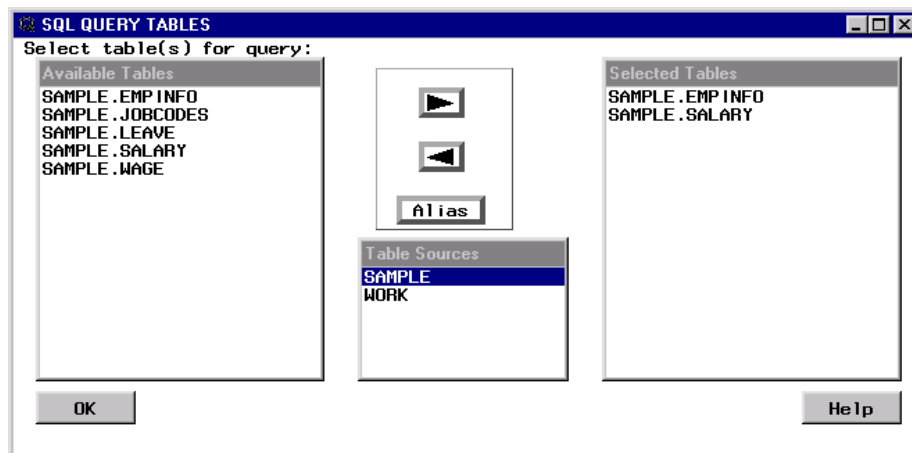 SQL QUERY TABLES
Select table(s) for query:
Available Tables
SAMPLE.EMPINFO
SAMPLE.JOBCODES
SAMPLE.LEAVE
SAMPLE.SALARY
SAMPLE.WAGE
Alias
Table Sources
SAMPLE
WORK
Selected Tables
SAMPLE.EMPINFO
SAMPLE.SALARY
OK
Help